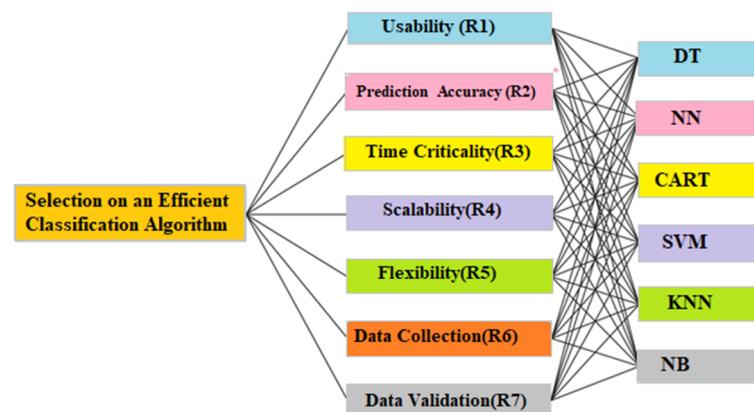 Selection on an Efficient
Classification Algorithm
Usability (R1)
Prediction Accuracy (R2)
Time Criticality(R3)
Scalability(R4)
Flexibility(R5)
Data Collection(R6)
Data Validation(R7)
DT
NN
CART
SVM
KNN
NB